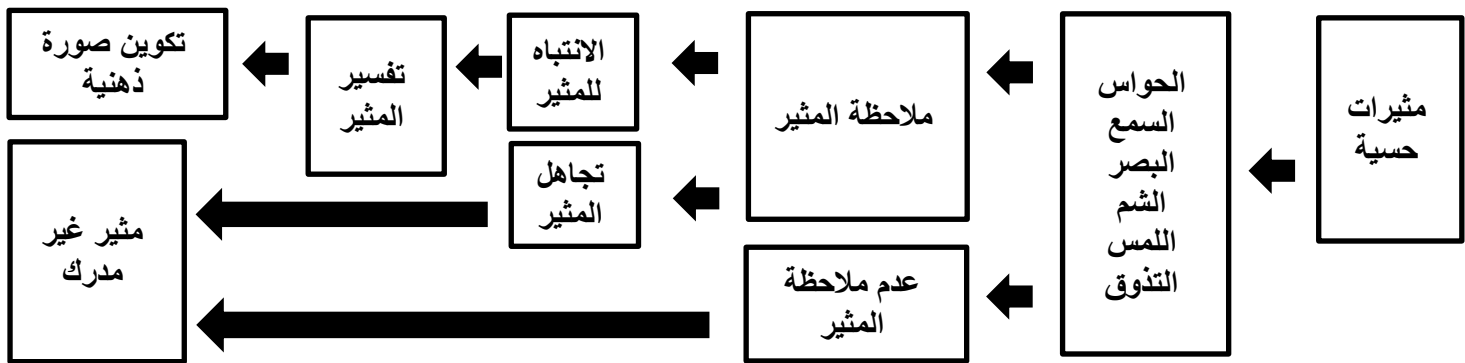 مثيرات
حسية
الحواس
السمع
البصر
الشم
اللمس
التذوق
ملاحظة المثير
عدم ملاحظة
المثير
الانتباه
للمثير
تجاهل
المثير
تفسير
المثير
تكوين صورة
ذهنية
مثير غير
مدرك